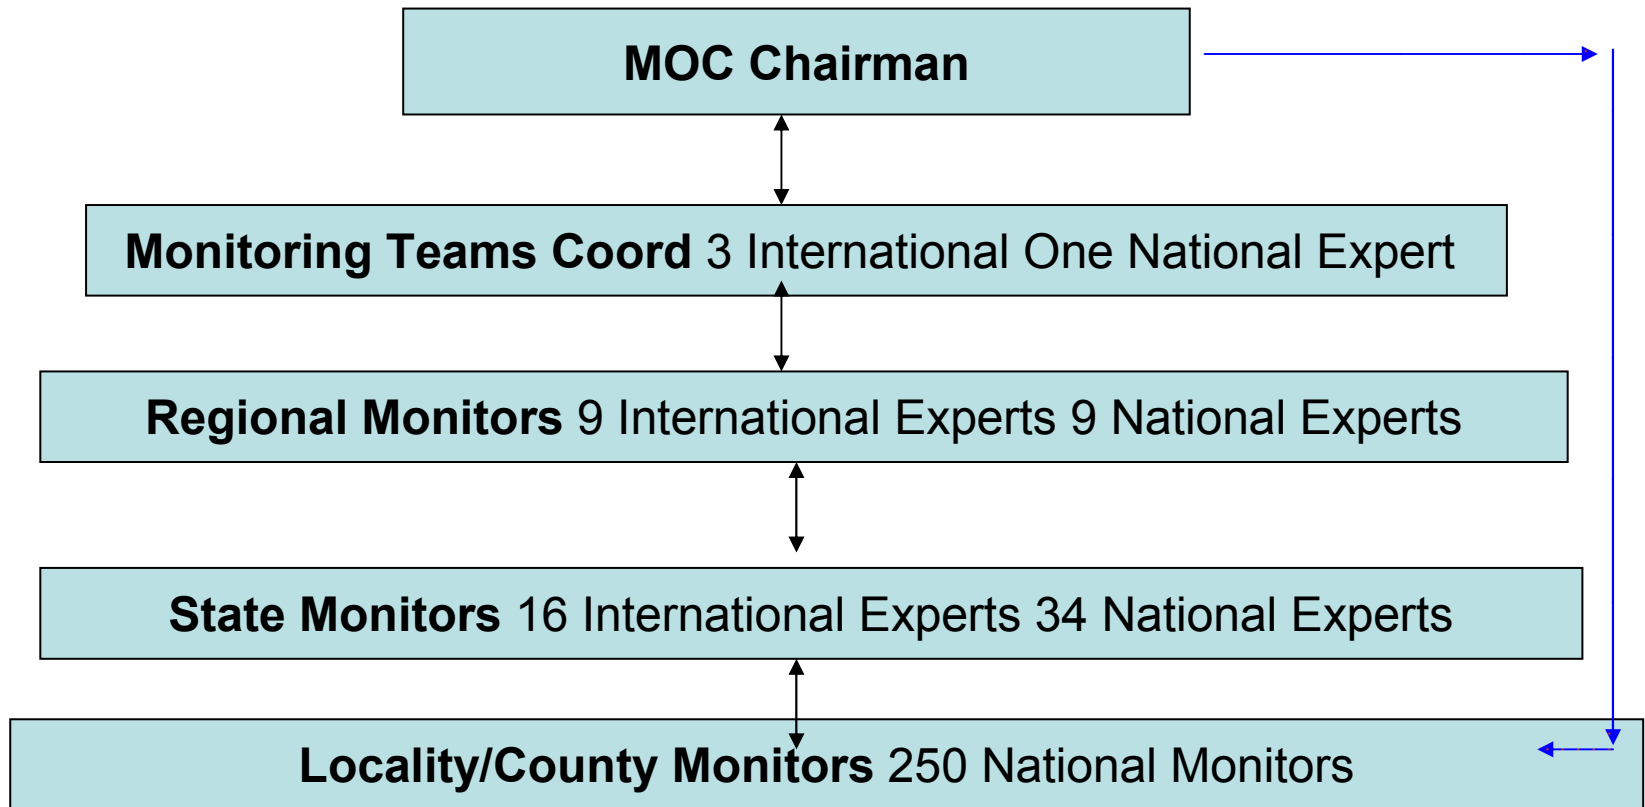 MOC Chairman
Monitoring Teams Coord 3 International One National Expert
Regional Monitors 9 International Experts 9 National Experts
State Monitors 16 International Experts 34 National Experts
Locality/County Monitors 250 National Monitors